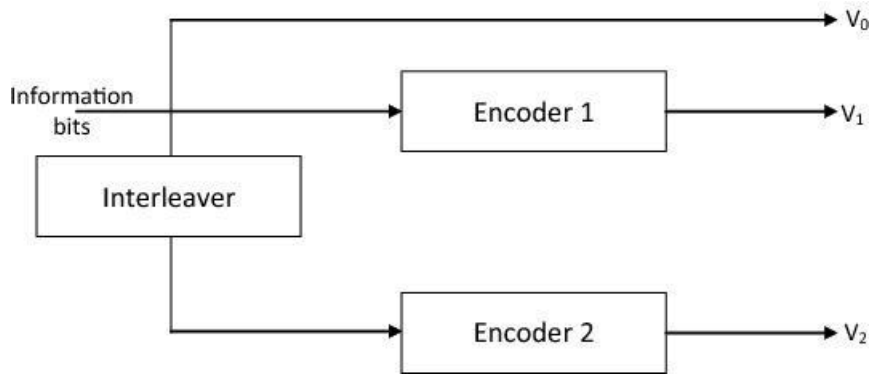 V₀
Information
bits
Encoder 1
V₁
Interleaver
Encoder 2
V₂